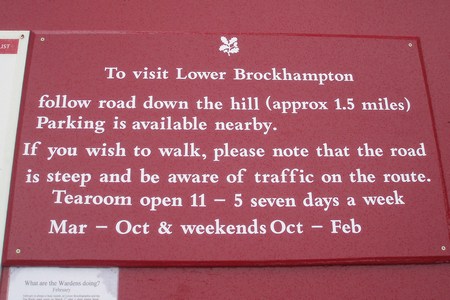 LIST
To visit Lower Brockhampton
follow road down the hill (approx 1.5 miles)
Parking is available nearby.
If you wish to walk, please note that the road
is steep and be aware of traffic on the route.
Tearoom open 11 – 5 seven days a week
Mar – Oct & weekends Oct – Feb
What are the Wardens doing?
February